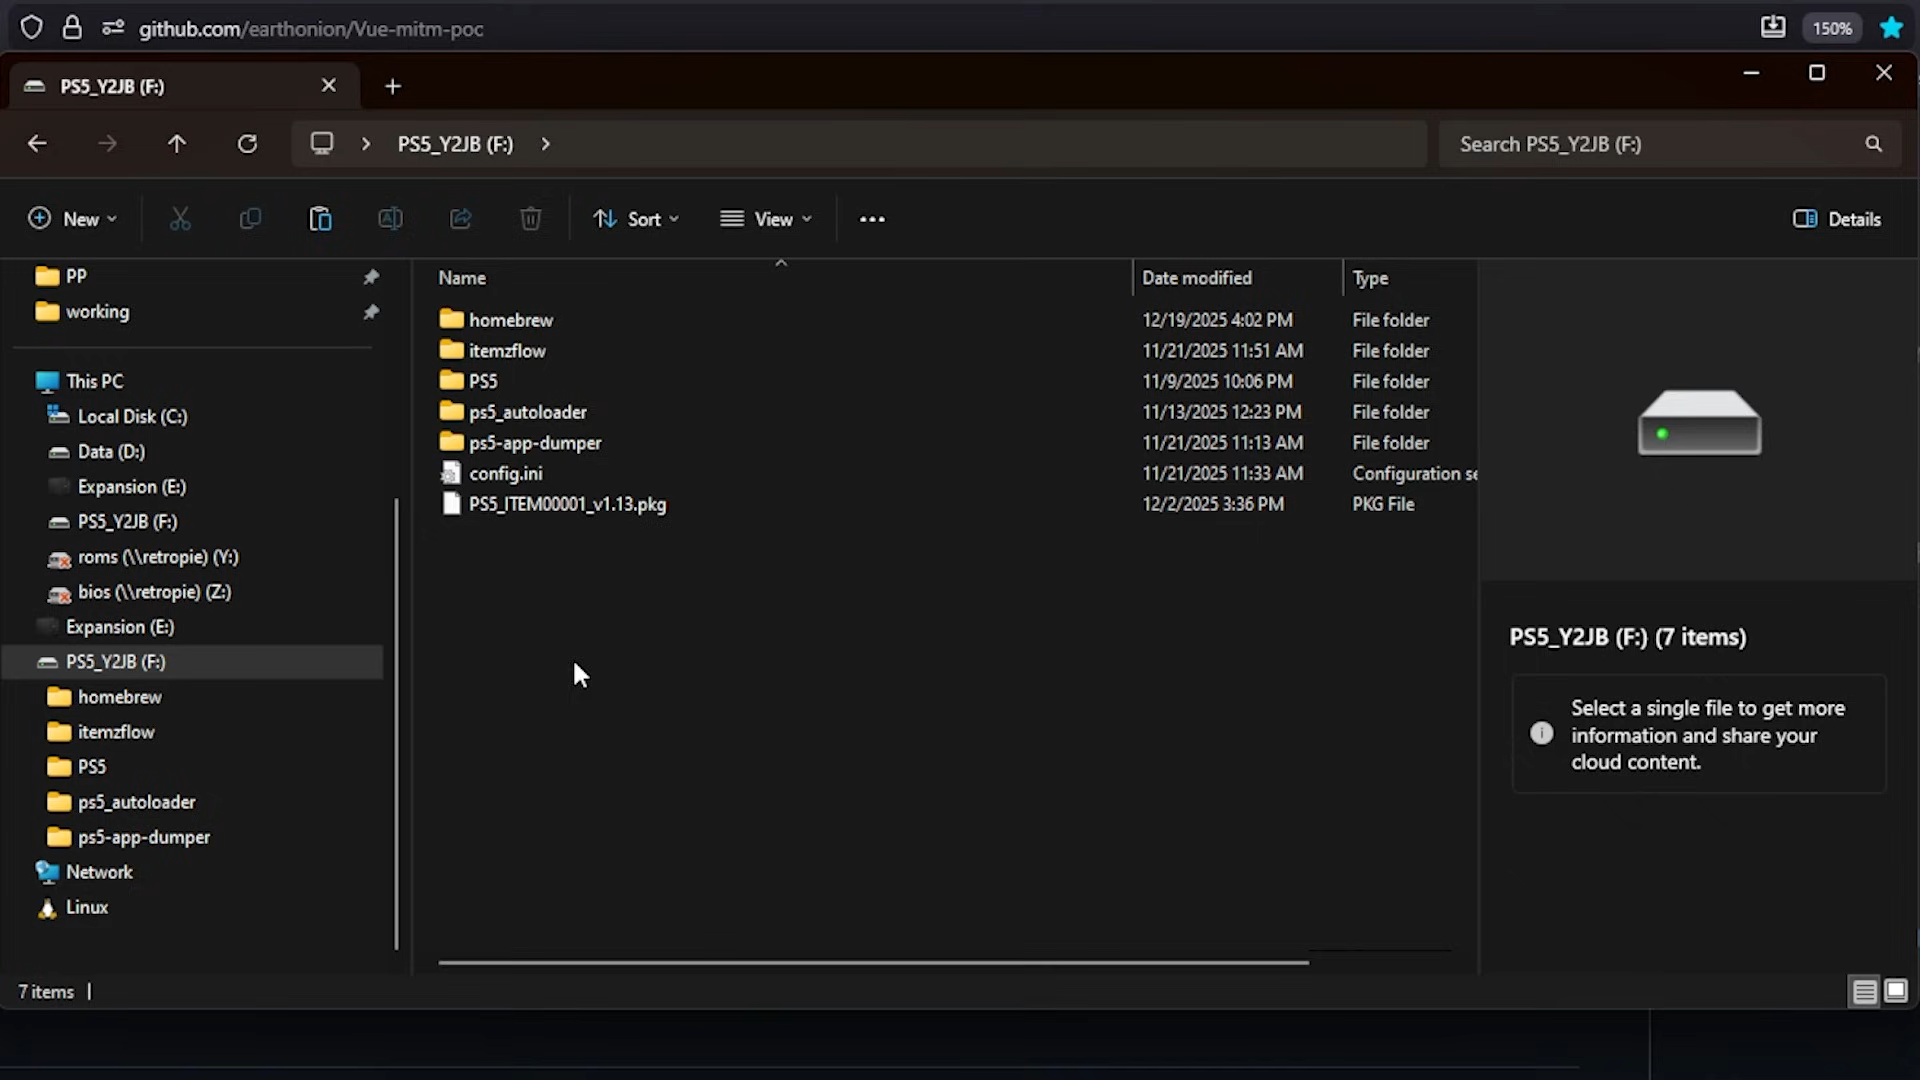 github.com/earthonion/Vue-mitm-poc
150%
PS5_Y2JB (F:)
PS5_Y2JB (F:)
Search PS5_Y2JB (F:)
New
Sort
View
Details
PP
working
This PC
Local Disk (C:)
Data (D:)
Expansion (E:)
PS5_Y2JB (F:)
roms (\\retropie) (Y:)
bios (\\retropie) (Z:)
Expansion (E:)
PS5_Y2JB (F:)
homebrew
itemzflow
PS5
ps5_autoloader
ps5-app-dumper
Network
Linux
Name Date modified Type
homebrew 12/19/2025 4:02 PM File folder
itemzflow 11/21/2025 11:51 AM File folder
PS5 11/9/2025 10:06 PM File folder
ps5_autoloader 11/13/2025 12:23 PM File folder
ps5-app-dumper 11/21/2025 11:13 AM File folder
config.ini 11/21/2025 11:33 AM Configuration se
PS5_ITEM00001_v1.13.pkg 12/2/2025 3:36 PM PKG File
PS5_Y2JB (F:) (7 items)
Select a single file to get more
information and share your
cloud content.
7 items